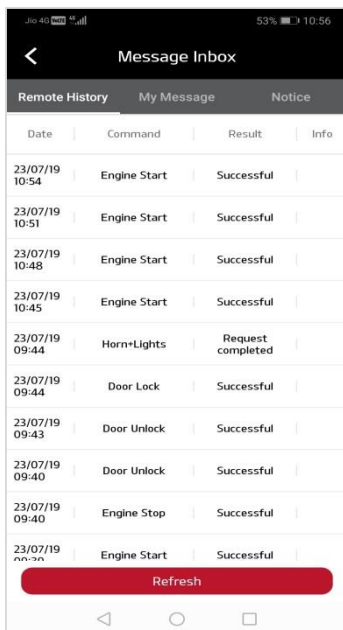 Jio 4G VoLTE 4G 53% 10:56
Message Inbox
Remote History My Message Notice
Date Command Result Info
23/07/19
10:54 Engine Start Successful
23/07/19
10:51 Engine Start Successful
23/07/19
10:48 Engine Start Successful
23/07/19
10:45 Engine Start Successful
23/07/19
09:44 Horn+Lights Request
completed
23/07/19
09:44 Door Lock Successful
23/07/19
09:43 Door Unlock Successful
23/07/19
09:40 Door Unlock Successful
23/07/19
09:40 Engine Stop Successful
23/07/19
Engine Start Successful
Refresh